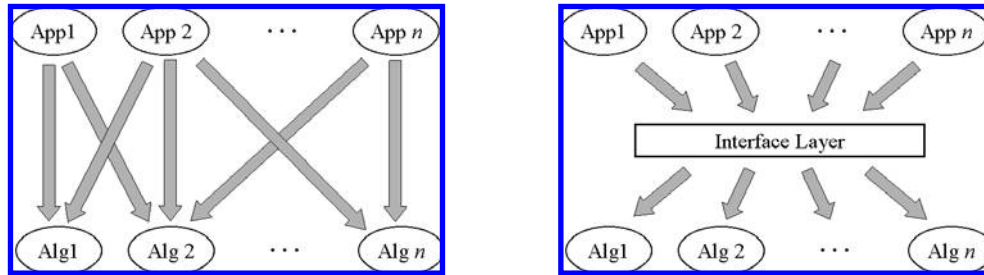 App1 App 2 ... App n
Alg1 Alg 2 ... Alg n
App1 App 2 ... App n
Interface Layer
Alg1 Alg 2 ... Alg n